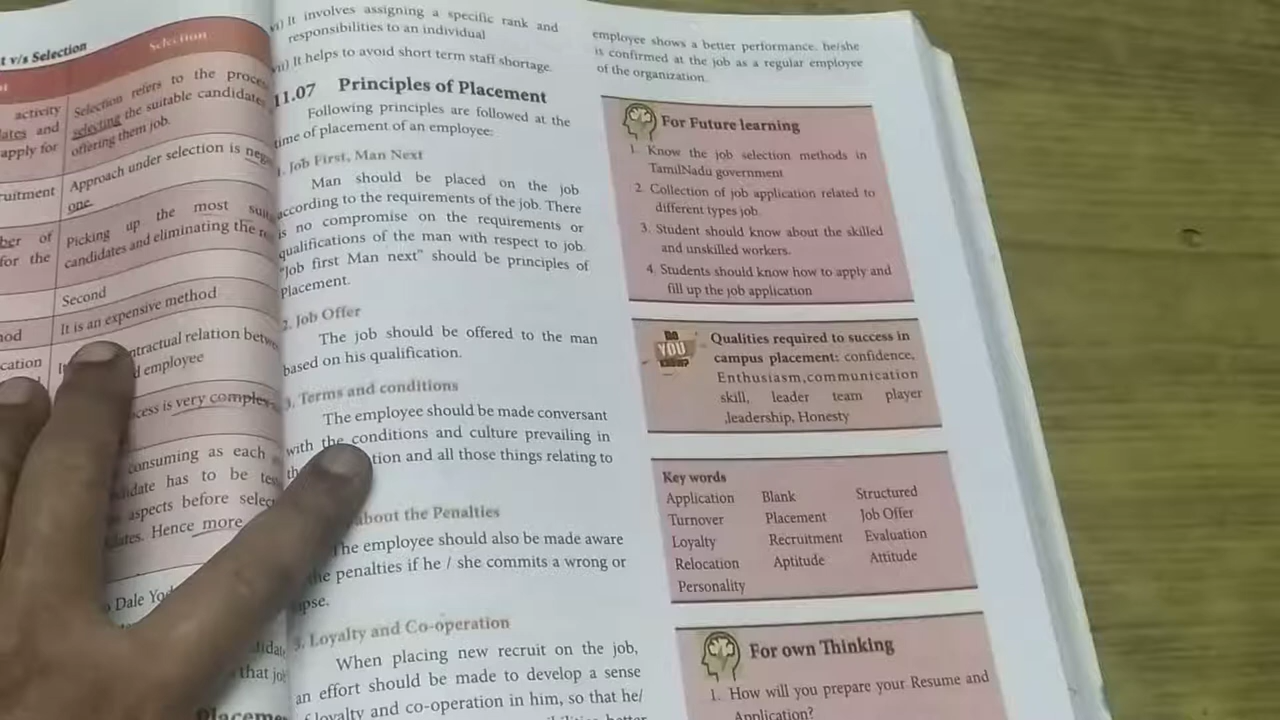 t v/s Selection
Selection
activity
ates and
apply for
Selection refers to the
selecting the suitable candidates
offering them job.
ruitment
Approach under selection is
one.
ber of
for the
Picking up the most
candidates and eliminating the
Second
It is an expensive method
cation
ntractual relation
employee
cess is very complex
consuming as each
date has to be
aspects before
ates. Hence more
Dale
that
vi) It involves assigning a specific rank and
responsibilities to an individual
vii) It helps to avoid short term staff shortage.
11.07 Principles of Placement
Following principles are followed at the
time of placement of an employee:
1. Job First, Man Next
Man should be placed on the job
according to the requirements of the job. There
is no compromise on the requirements or
qualifications of the man with respect to job.
"Job first Man next" should be principles of
Placement.
2. Job Offer
The job should be offered to the man
based on his qualification.
3. Terms and conditions
The employee should be made conversant
with the conditions and culture prevailing in
tion and all those things relating to
about the Penalties
The employee should also be made aware
penalties if he / she commits a wrong or
apse.
5. Loyalty and Co-operation
When placing new recruit on the job,
an effort should be made to develop a sense
loyalty and co-operation in him, so that he/
employee shows a better performance, he/she
is confirmed at the job as a regular employee
of the organization.
For Future learning
1. Know the job selection methods in
TamilNadu government
2. Collection of job application related to
different types job.
3. Student should know about the skilled
and unskilled workers.
4. Students should know how to apply and
fill up the job application
DO
YOU
KNOW?
Qualities required to success in
campus placement: confidence,
Enthusiasm,communication
skill, leader team player
,leadership, Honesty
Key words
Application Blank Structured
Turnover Placement Job Offer
Loyalty Recruitment Evaluation
Relocation Aptitude Attitude
Personality
For own Thinking
1. How will you prepare your Resume and
Application?